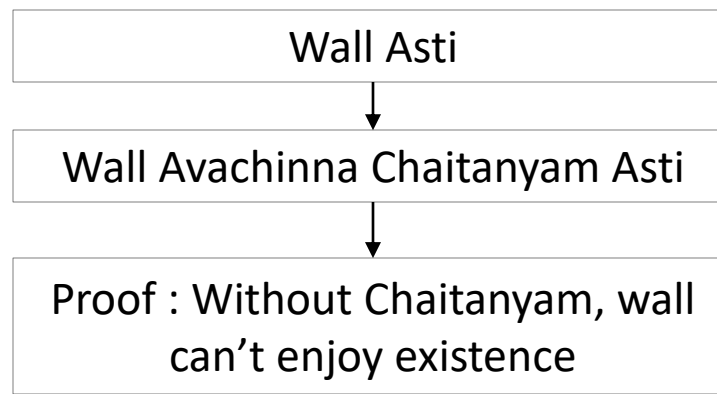 Wall Asti
Wall Avachinna Chaitanyam Asti
Proof : Without Chaitanyam, wall
can’t enjoy existence